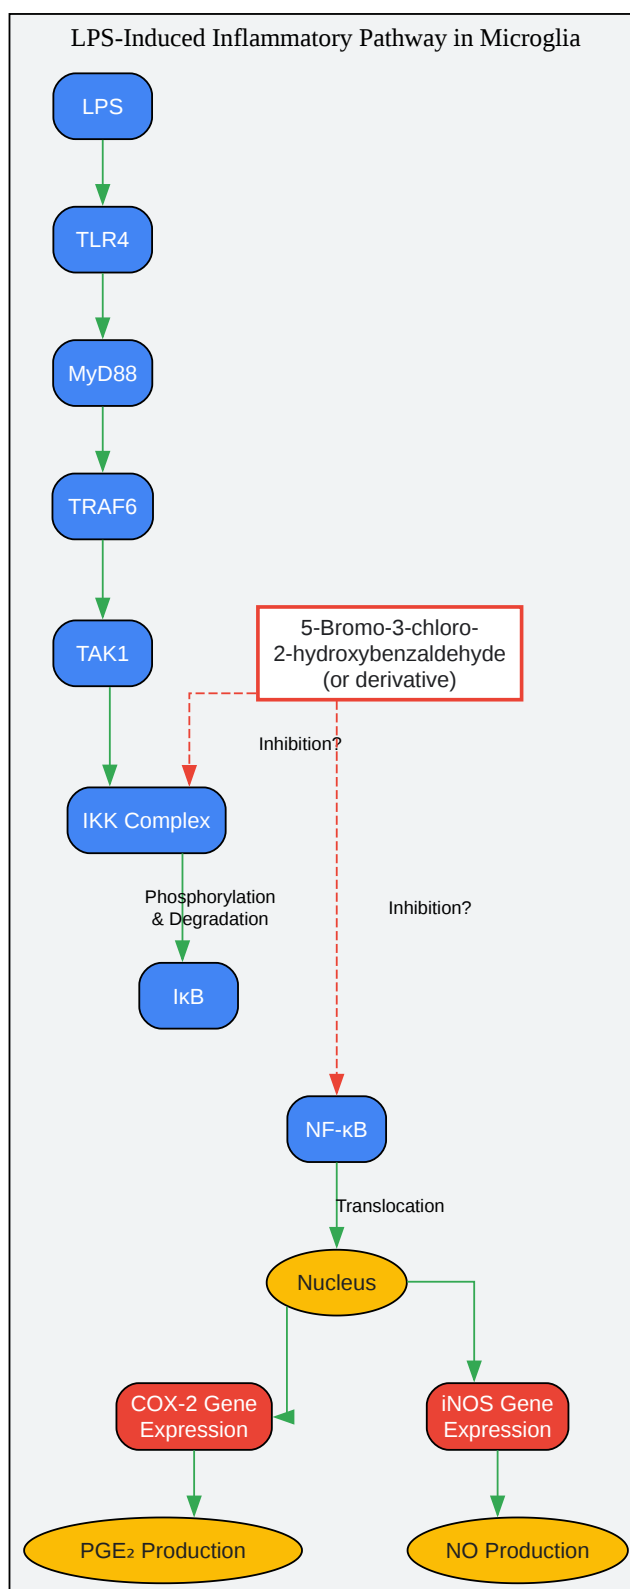 LPS-Induced Inflammatory Pathway in Microglia
LPS
TLR4
MyD88
TRAF6
TAK1
5-Bromo-3-chloro-
2-hydroxybenzaldehyde
(or derivative)
Inhibition?
IKK Complex
Phosphorylation
& Degradation
Inhibition?
IκB
NF-κB
Translocation
Nucleus
COX-2 Gene
Expression
iNOS Gene
Expression
PGE₂ Production
NO Production